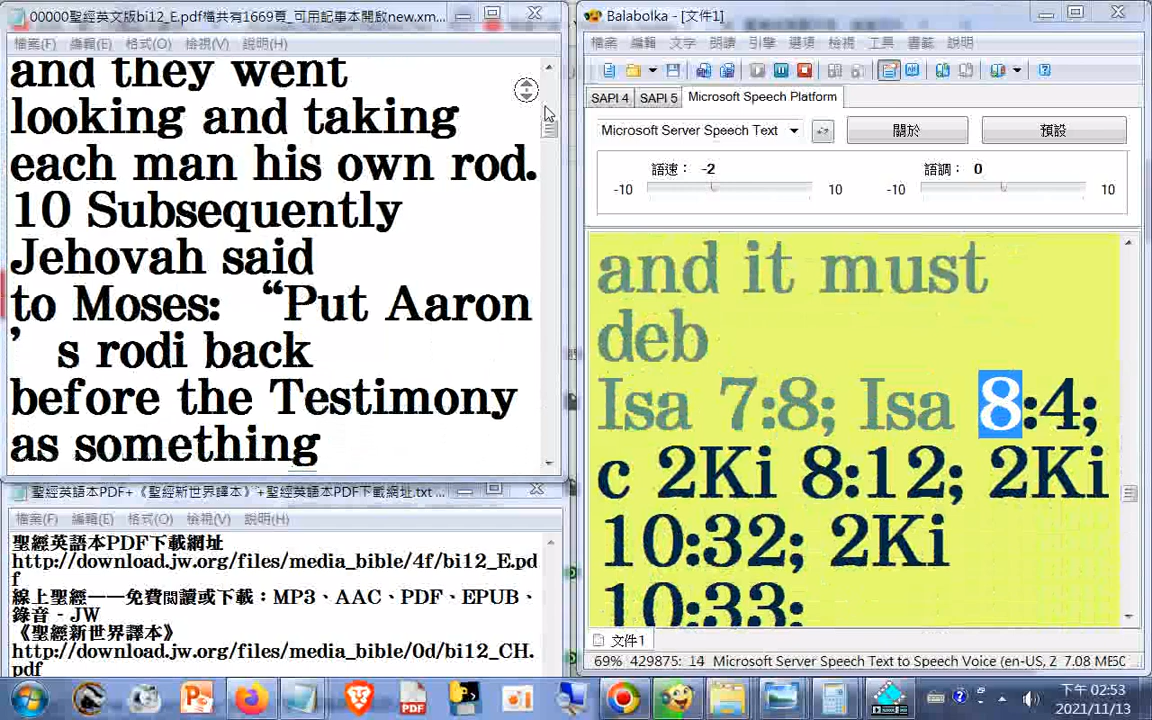 00000聖經英文版bi12_E.pdf檔共有1669頁_可用記事本開啟new.xm...
檔案(F) 編輯(E) 格式(O) 檢視(V) 說明(H)
and they went
looking and taking
each man his own rod.
10 Subsequently
Jehovah said
to Moses: “Put Aaron
’ s rodi back
before the Testimony
as something
聖經英語本PDF+《聖經新世界譯本》+聖經英語本PDF下載網址.txt ...
檔案(F) 編輯(E) 格式(O) 檢視(V) 說明(H)
聖經英語本PDF下載網址
http://download.jw.org/files/media_bible/4f/bi12_E.pd
f
線上聖經──免費閱讀或下載：MP3、AAC、PDF、EPUB、
錄音 - JW
《聖經新世界譯本》
http://download.jw.org/files/media_bible/0d/bi12_CH.
pdf
Balabolka - [文件1]
檔案 編輯 文字 朗讀 引擎 選項 檢視 工具 書籤 說明
SAPI 4 SAPI 5 Microsoft Speech Platform
Microsoft Server Speech Text 關於 預設
語速： -2 語調： 0
-10 10 -10 10
and it must
deb
Isa 7:8; Isa 8:4;
c 2Ki 8:12; 2Ki
10:32; 2Ki
10:33;
文件1
69% 429875: 14 Microsoft Server Speech Text to Speech Voice (en-US, 2 7.08 ME50
下午 02:53
2021/11/13